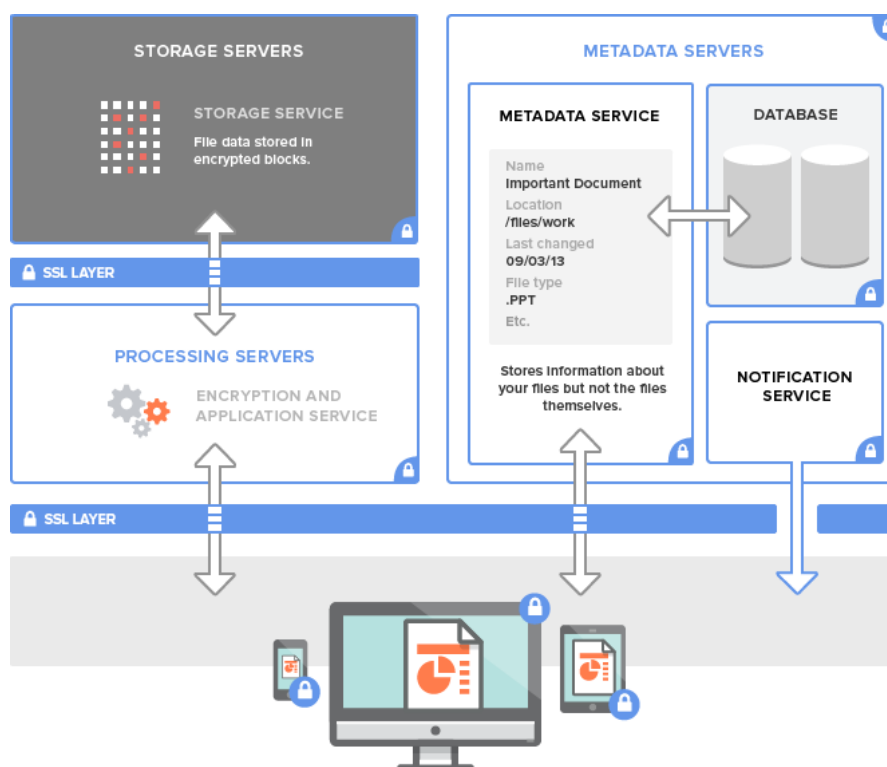 STORAGE SERVERS
STORAGE SERVICE
File data stored in
encrypted blocks.
SSL LAYER
PROCESSING SERVERS
ENCRYPTION AND
APPLICATION SERVICE
METADATA SERVERS
METADATA SERVICE
Name
Important Document
Location
/files/work
Last changed
09/03/13
File type
.PPT
Etc.
Stores information about
your files but not the files
themselves.
DATABASE
NOTIFICATION
SERVICE
SSL LAYER